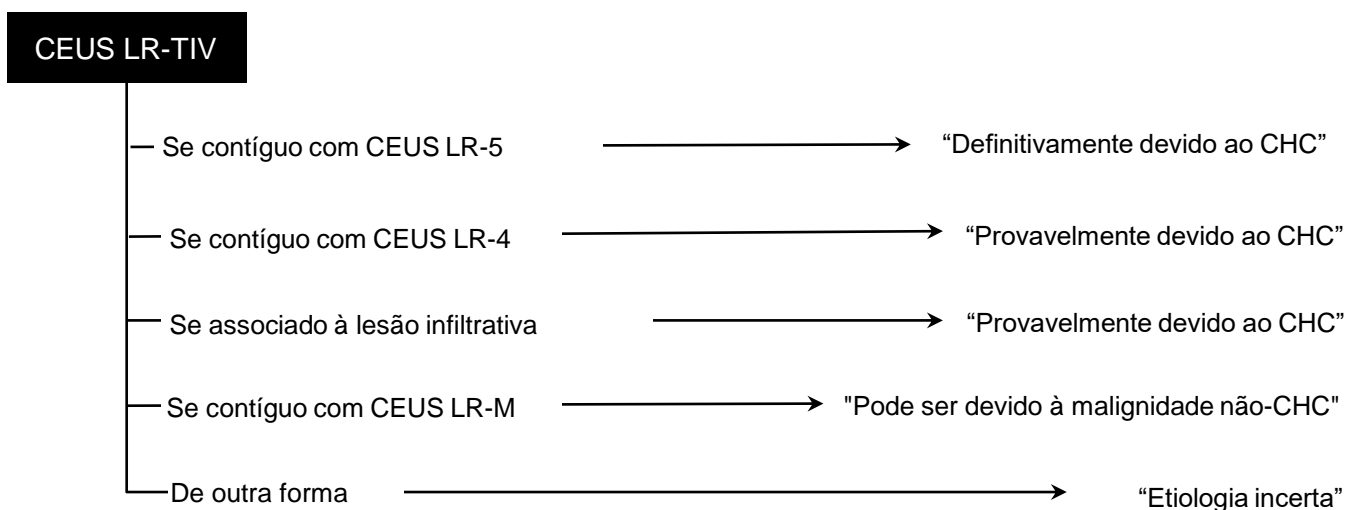 CEUS LR-TIV
Se contíguo com CEUS LR-5 “Definitivamente devido ao CHC”
Se contíguo com CEUS LR-4 “Provavelmente devido ao CHC”
Se associado à lesão infiltrativa “Provavelmente devido ao CHC”
Se contíguo com CEUS LR-M "Pode ser devido à malignidade não-CHC"
De outra forma “Etiologia incerta”